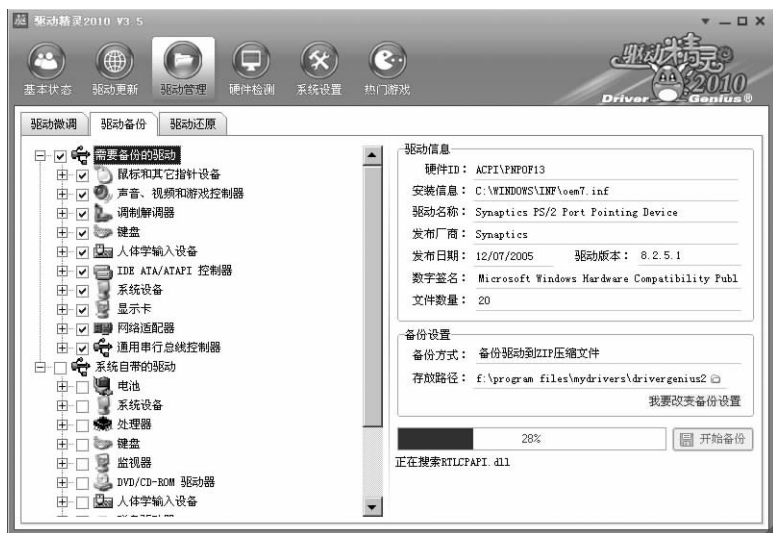 驱动精灵2010 V3 5
基本状态
驱动更新
驱动管理
硬件检测
系统设置
热门游戏
驱动精灵
2010
Driver Genius®
驱动微调
驱动备份
驱动还原
需要备份的驱动
鼠标和其它指针设备
声音、视频和游戏控制器
调制解调器
键盘
人体学输入设备
IDE ATA/ATAPI 控制器
系统设备
显示卡
网络适配器
通用串行总线控制器
系统自带的驱动
电池
系统设备
处理器
键盘
监视器
DVD/CD-ROM 驱动器
人体学输入设备
驱动信息
硬件ID: ACPI\PNP0F13
安装信息: C:\WINDOWS\INF\oem7.inf
驱动名称: Synaptics PS/2 Port Pointing Device
发布厂商: Synaptics
发布日期: 12/07/2005 驱动版本: 8.2.5.1
数字签名: Microsoft Windows Hardware Compatibility Publ
文件数量: 20
备份设置
备份方式: 备份驱动到ZIP压缩文件
存放路径: f:\program files\mydrivers\drivergenius2
我要改变备份设置
28%
开始备份
正在搜索RTLCPAPI.dll